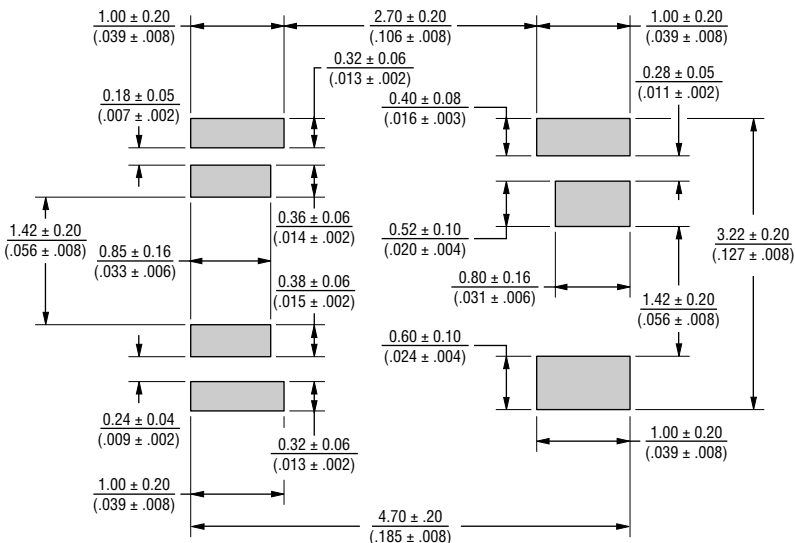 1.00 ± 0.20
(.039 ± .008)
2.70 ± 0.20
(.106 ± .008)
1.00 ± 0.20
(.039 ± .008)
0.32 ± 0.06
(.013 ± .002)
0.28 ± 0.05
(.011 ± .002)
0.18 ± 0.05
(.007 ± .002)
0.40 ± 0.08
(.016 ± .003)
1.42 ± 0.20
(.056 ± .008)
0.85 ± 0.16
(.033 ± .006)
0.36 ± 0.06
(.014 ± .002)
0.52 ± 0.10
(.020 ± .004)
3.22 ± 0.20
(.127 ± .008)
0.38 ± 0.06
(.015 ± .002)
0.80 ± 0.16
(.031 ± .006)
1.42 ± 0.20
(.056 ± .008)
0.60 ± 0.10
(.024 ± .004)
0.24 ± 0.04
(.009 ± .002)
0.32 ± 0.06
(.013 ± .002)
1.00 ± 0.20
(.039 ± .008)
1.00 ± 0.20
(.039 ± .008)
4.70 ± .20
(.185 ± .008)